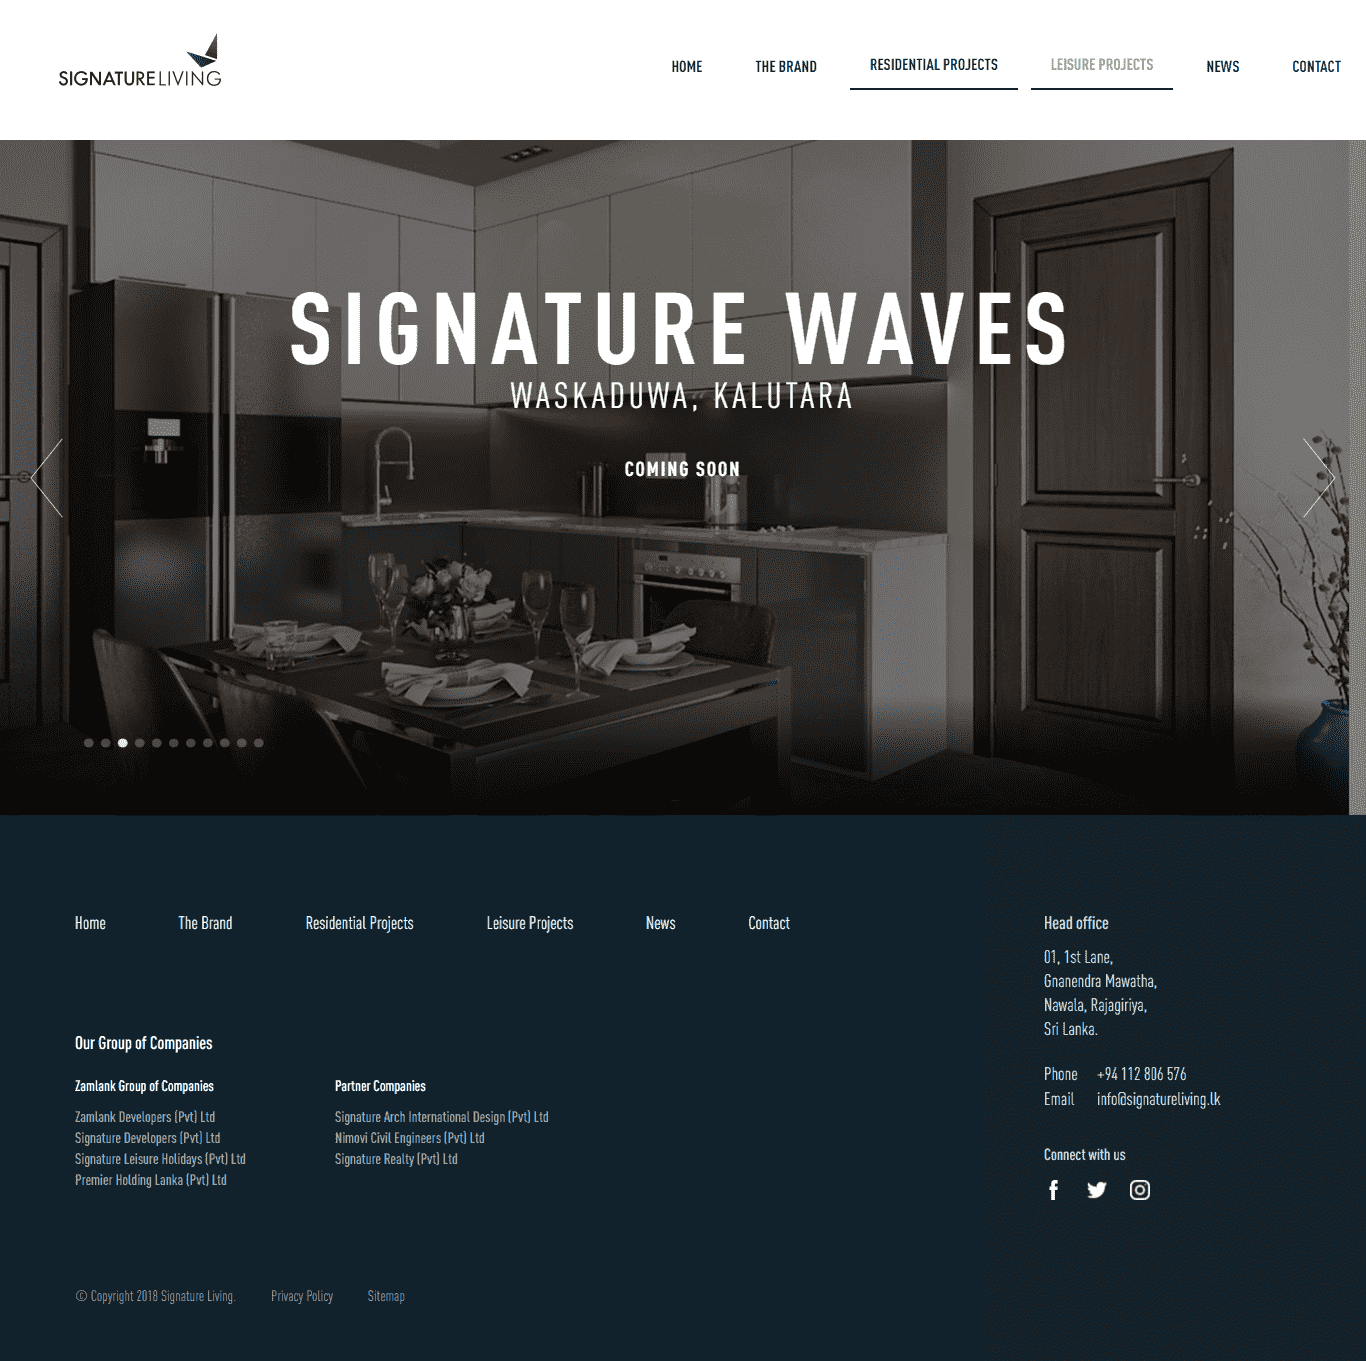 SIGNATURE LIVING
HOME THE BRAND RESIDENTIAL PROJECTS LEISURE PROJECTS NEWS CONTACT
SIGNATURE WAVES
WASKADUWA, KALUTARA
COMING SOON
Home The Brand Residential Projects Leisure Projects News Contact
Head office
01, 1st Lane,
Gnanendra Mawatha,
Nawala, Rajagiriya,
Sri Lanka.
Phone +94 112 806 576
Email info@signatureliving.lk
Connect with us
Our Group of Companies
Zamlank Group of Companies
Zamlank Developers (Pvt) Ltd
Signature Developers (Pvt) Ltd
Signature Leisure Holidays (Pvt) Ltd
Premier Holding Lanka (Pvt) Ltd
Partner Companies
Signature Arch International Design (Pvt) Ltd
Nimovi Civil Engineers (Pvt) Ltd
Signature Realty (Pvt) Ltd
© Copyright 2018 Signature Living. Privacy Policy Sitemap